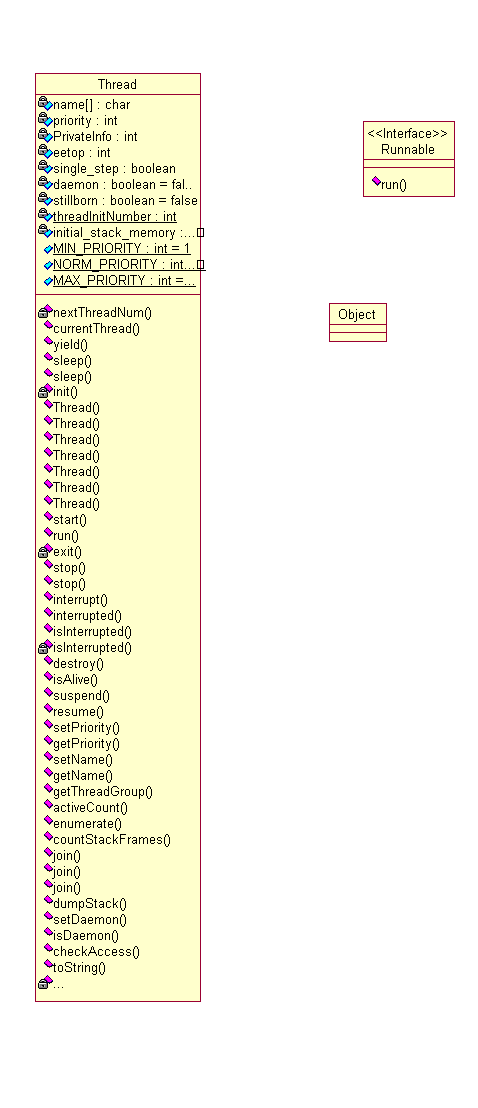 Thread
name[] : char
priority : int
PrivateInfo : int
eetop : int
single_step : boolean
daemon : boolean = fal..
stillborn : boolean = false
threadInitNumber : int
initial_stack_memory :...
MIN_PRIORITY : int = 1
NORM_PRIORITY : int...
MAX_PRIORITY : int =...
nextThreadNum()
currentThread()
yield()
sleep()
sleep()
init()
Thread()
Thread()
Thread()
Thread()
Thread()
Thread()
Thread()
start()
run()
exit()
stop()
stop()
interrupt()
interrupted()
isInterrupted()
isInterrupted()
destroy()
isAlive()
suspend()
resume()
setPriority()
getPriority()
setName()
getName()
getThreadGroup()
activeCount()
enumerate()
countStackFrames()
join()
join()
join()
dumpStack()
setDaemon()
isDaemon()
checkAccess()
toString()
...
<<Interface>>
Runnable
run()
Object